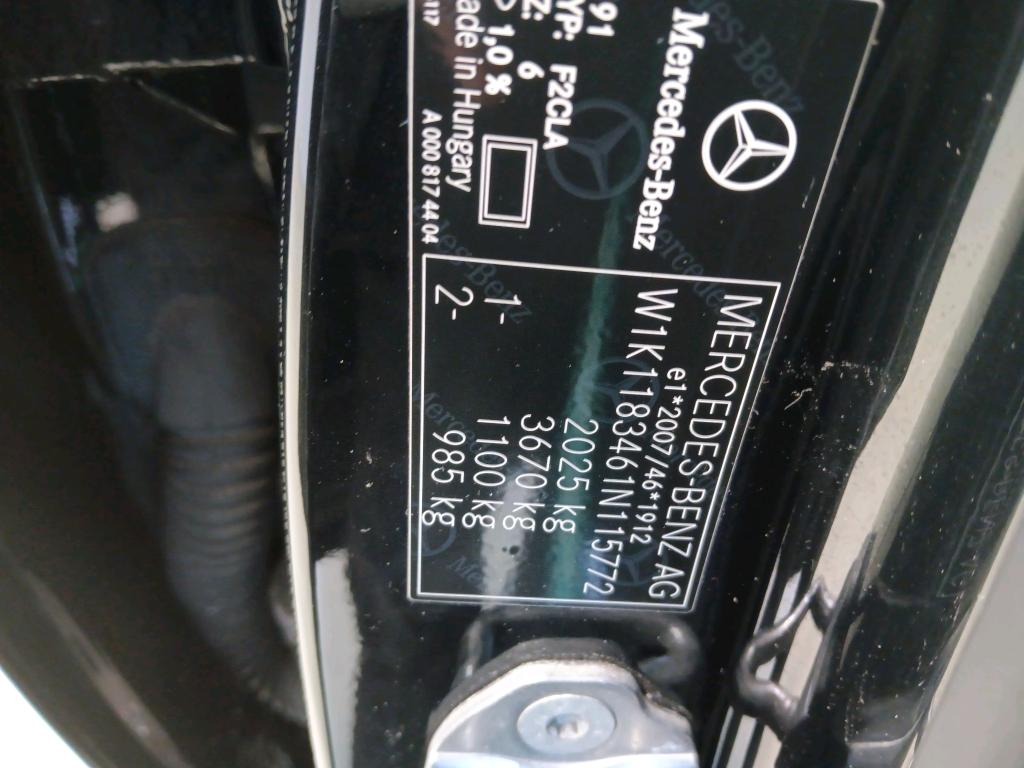 Mercedes-Benz
91
YP: F2CLA
Z: 6
1,0 %
ade in Hungary
A 000 817 44 04
MERCEDES-BENZ AG
e1*2007/46*1912
W1K1183461N115772
2025 kg
3670 kg
1- 1100 kg
2- 985 kg